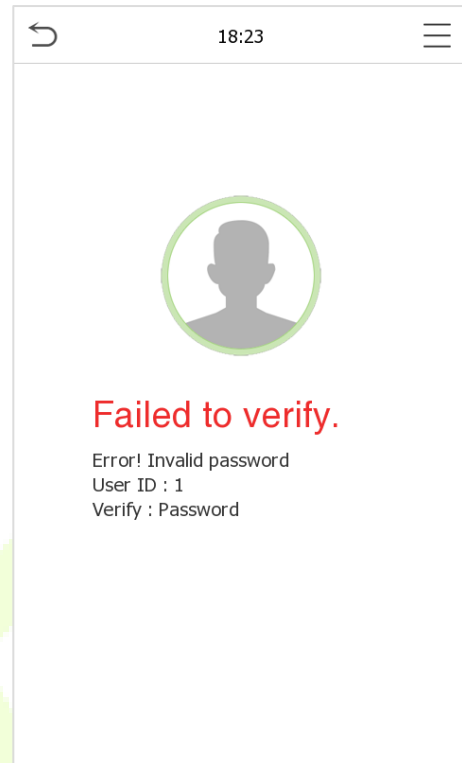 18:23
Failed to verify.
Error! Invalid password
User ID : 1
Verify : Password